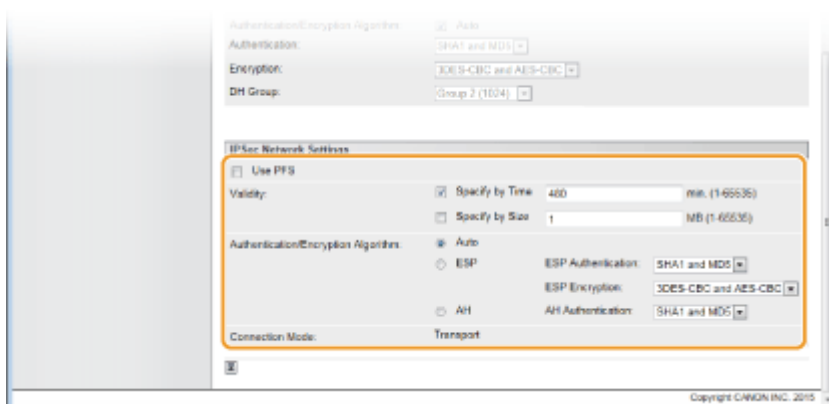 Authentication/Encryption Algorithm: Auto
Authentication: SHA1 and MD5
Encryption: 3DES-CBC and AES-CBC
DH Group: Group 2 (1024)
IPSec Network Settings
Use PFS
Validity: Specify by Time 480 min. (1-65535)
Specify by Size 1 MB (1-65535)
Authentication/Encryption Algorithm: Auto
ESP ESP Authentication: SHA1 and MD5
ESP Encryption: 3DES-CBC and AES-CBC
AH AH Authentication: SHA1 and MD5
Connection Mode: Transport
Copyright CANON INC. 2015